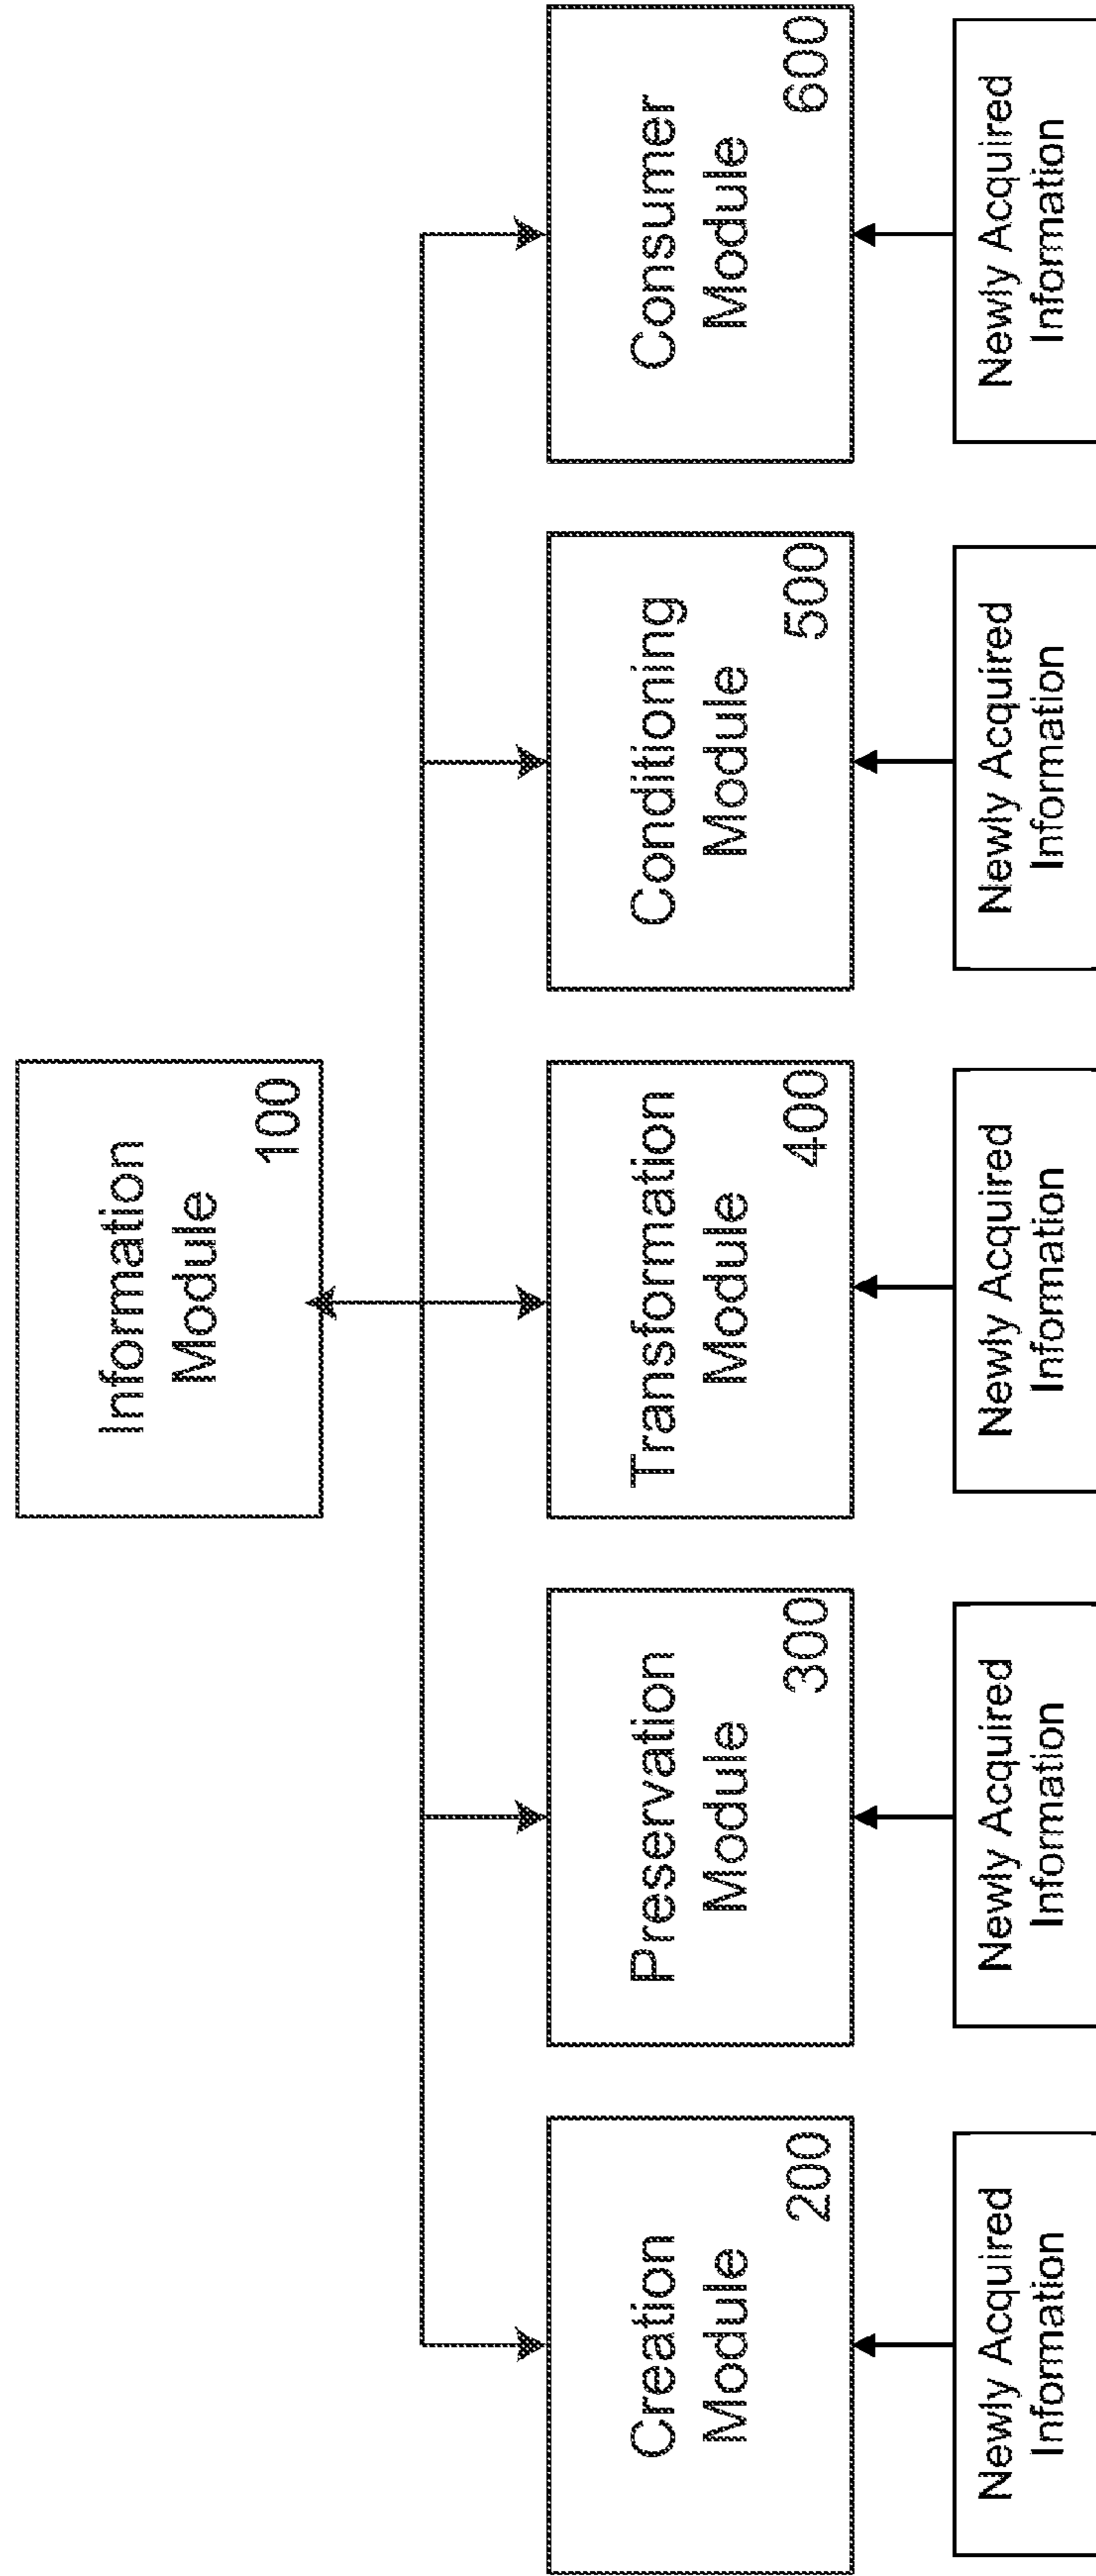 Information
Module
100
Creation
Module
200
Preservation
Module
300
Transformation
Module
400
Conditioning
Module
500
Consumer
Module
600
Newly Acquired
Information
Newly Acquired
Information
Newly Acquired
Information
Newly Acquired
Information
Newly Acquired
Information